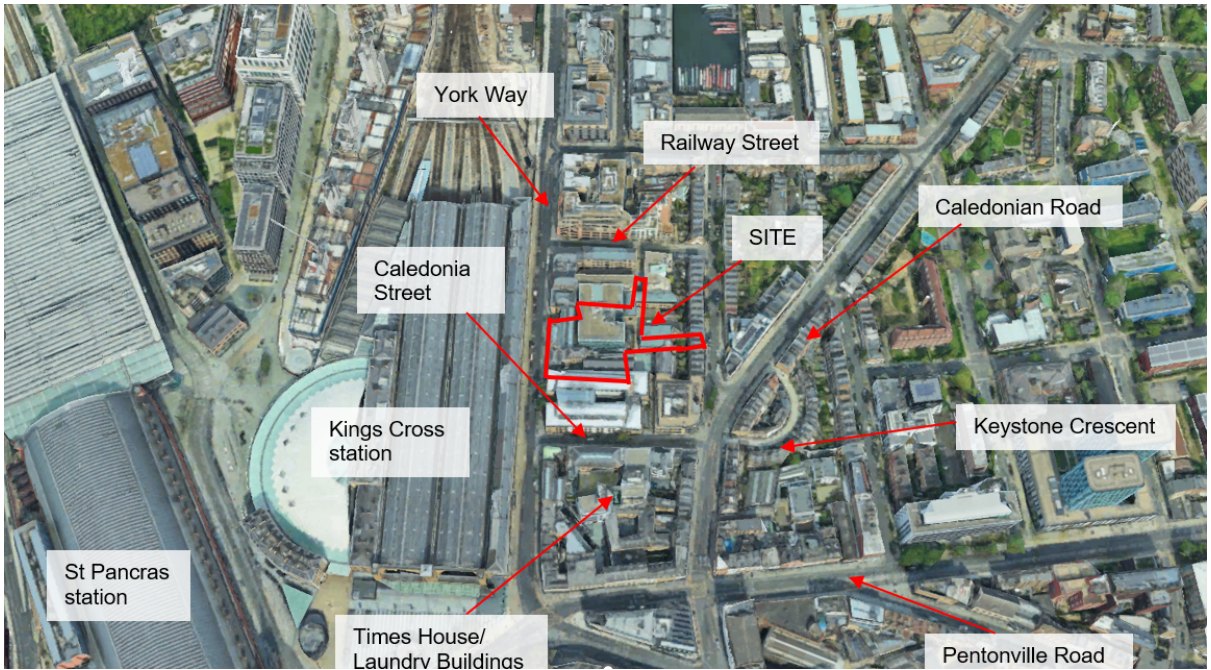 York Way
Railway Street
Caledonian Road
SITE
Caledonia
Street
Kings Cross
station
Keystone Crescent
St Pancras
station
Times House/
Laundry Buildings
Pentonville Road